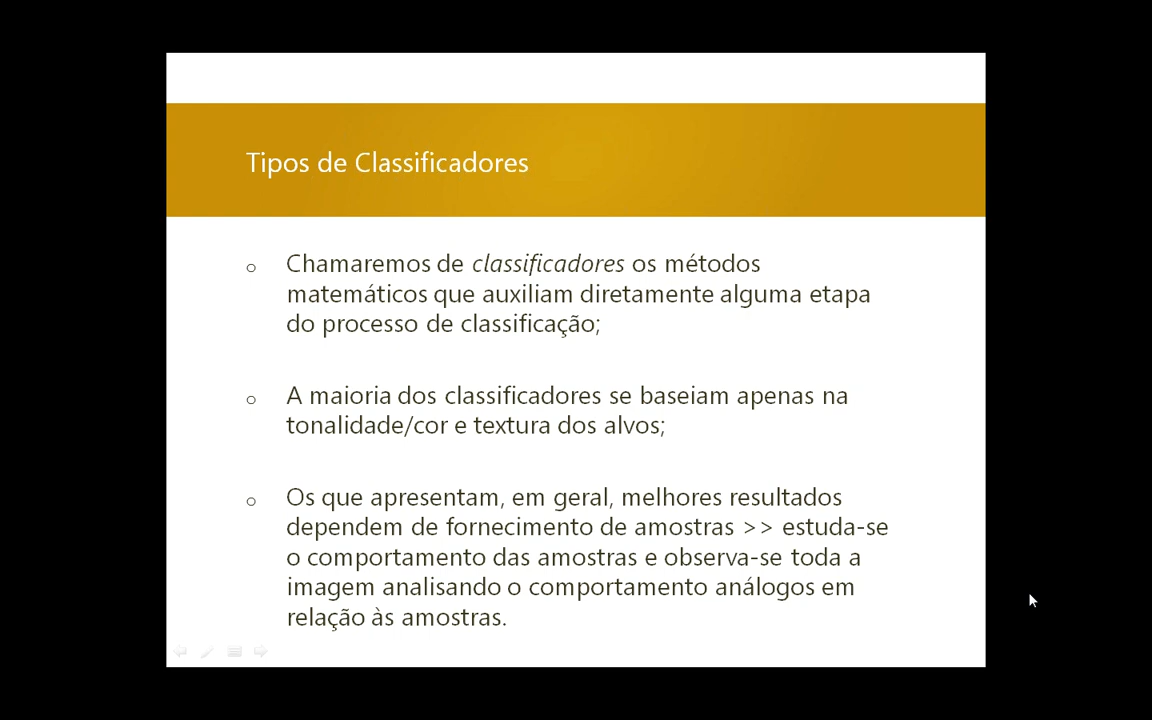 Tipos de Classificadores
o Chamaremos de classificadores os métodos
matemáticos que auxiliam diretamente alguma etapa
do processo de classificação;
o A maioria dos classificadores se baseiam apenas na
tonalidade/cor e textura dos alvos;
o Os que apresentam, em geral, melhores resultados
dependem de fornecimento de amostras >> estuda-se
o comportamento das amostras e observa-se toda a
imagem analisando o comportamento análogos em
relação às amostras.